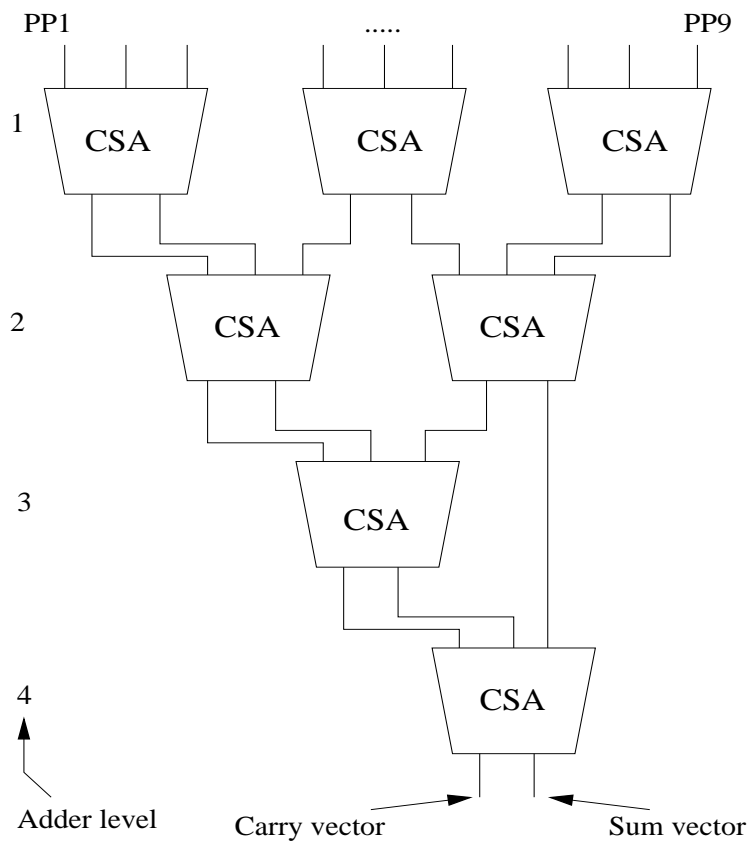 PP1 ..... PP9
1
CSA CSA CSA
2
CSA CSA
3
CSA
4
CSA
Adder level
Carry vector
Sum vector